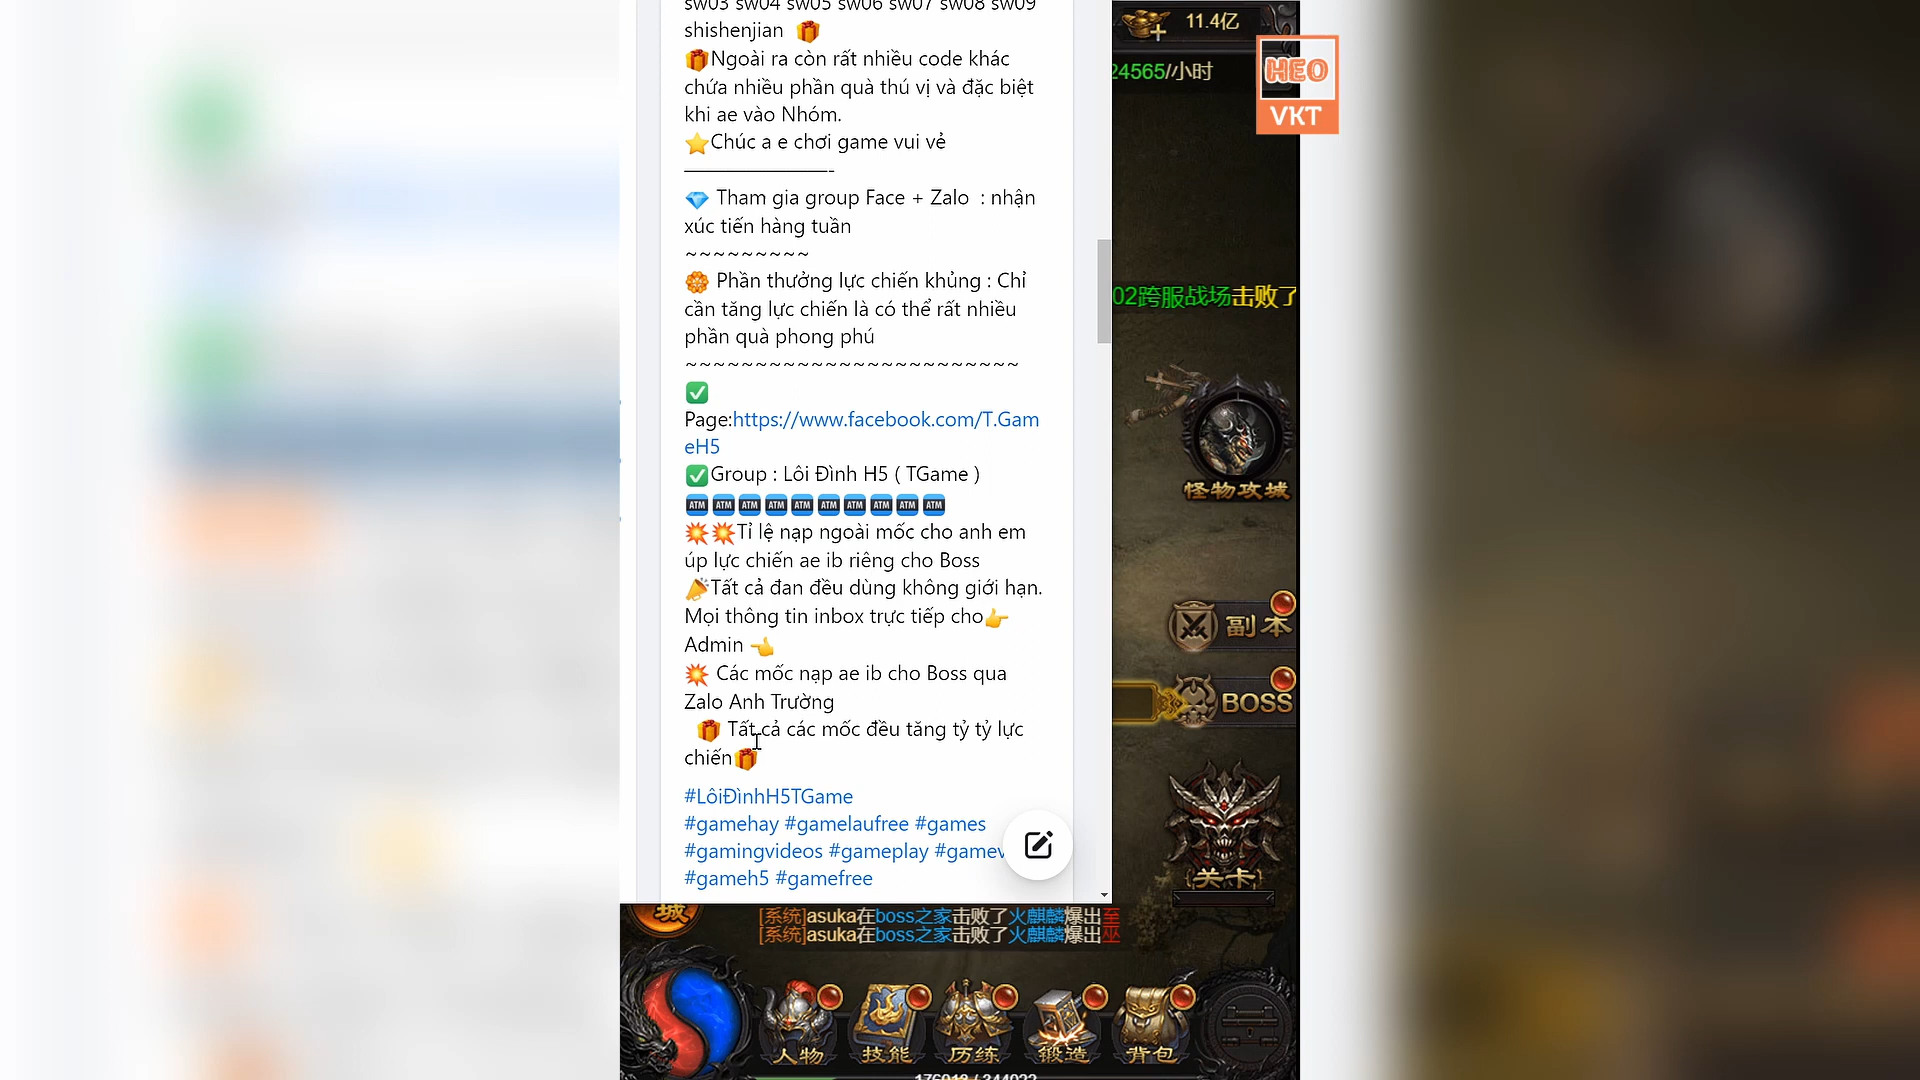 sw03 sw04 sw05 sw06 sw07 sw08 sw09
shishenjian 🎁
🎁Ngoài ra còn rất nhiều code khác
chứa nhiều phần quà thú vị và đặc biệt
khi ae vào Nhóm.
⭐Chúc a e chơi game vui vẻ
———————-
💎 Tham gia group Face + Zalo : nhận
xúc tiến hàng tuần
~~~~~~~~~
🏵 Phần thưởng lực chiến khủng : Chỉ
cần tăng lực chiến là có thể rất nhiều
phần quà phong phú
~~~~~~~~~~~~~~~~~~~~~~~~
✅
Page:https://www.facebook.com/T.Gam
eH5
✅Group : Lôi Đình H5 ( TGame )
🏧🏧🏧🏧🏧🏧🏧🏧🏧🏧
💥💥Tỉ lệ nạp ngoài mốc cho anh em
úp lực chiến ae ib riêng cho Boss
📣Tất cả đan đều dùng không giới hạn.
Mọi thông tin inbox trực tiếp cho👉
Admin 👈
💥 Các mốc nạp ae ib cho Boss qua
Zalo Anh Trường
🎁 Tất cả các mốc đều tăng tỷ tỷ lực
chiến🎁
#LôiĐìnhH5TGame
#gamehay #gamelaufree #games
#gamingvideos #gameplay #gamev
#gameh5 #gamefree
11.4亿
24565/小时
HEO
VKT
02跨服战场击败了
怪物攻城
副本
BOSS
关卡
城
[系统]asuka在boss之家击败了火麒麟爆出至
[系统]asuka在boss之家击败了火麒麟爆出巫
人物 技能 历练 锻造 背包
176012 / 344022